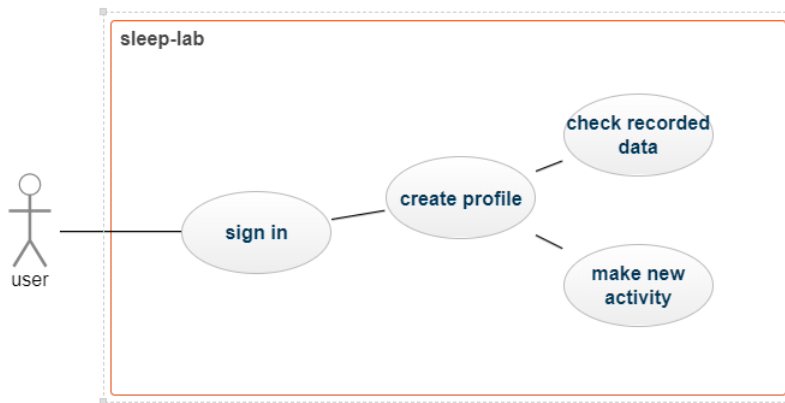 sleep-lab
check recorded
data
create profile
sign in
make new
activity
user